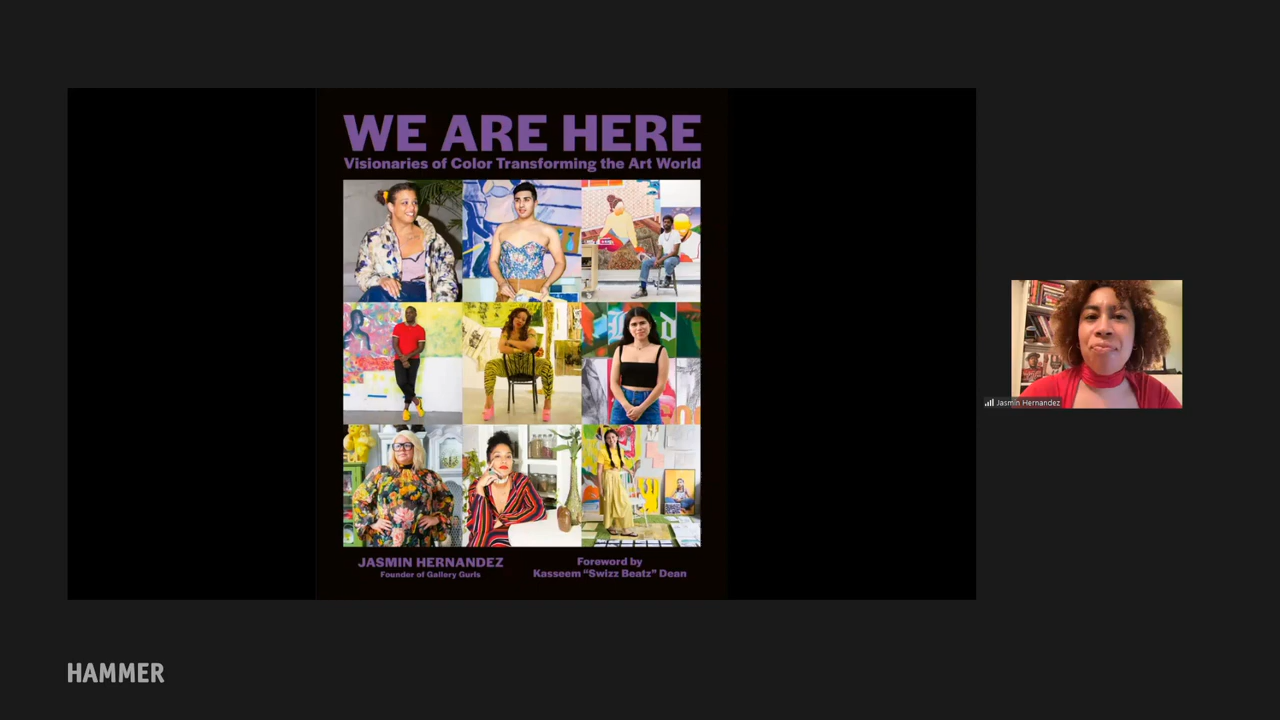 WE ARE HERE
Visionaries of Color Transforming the Art World
JASMIN HERNANDEZ
Founder of Gallery Gurls
Foreword by
Kasseem “Swizz Beatz” Dean
Jasmin Hernandez
HAMMER